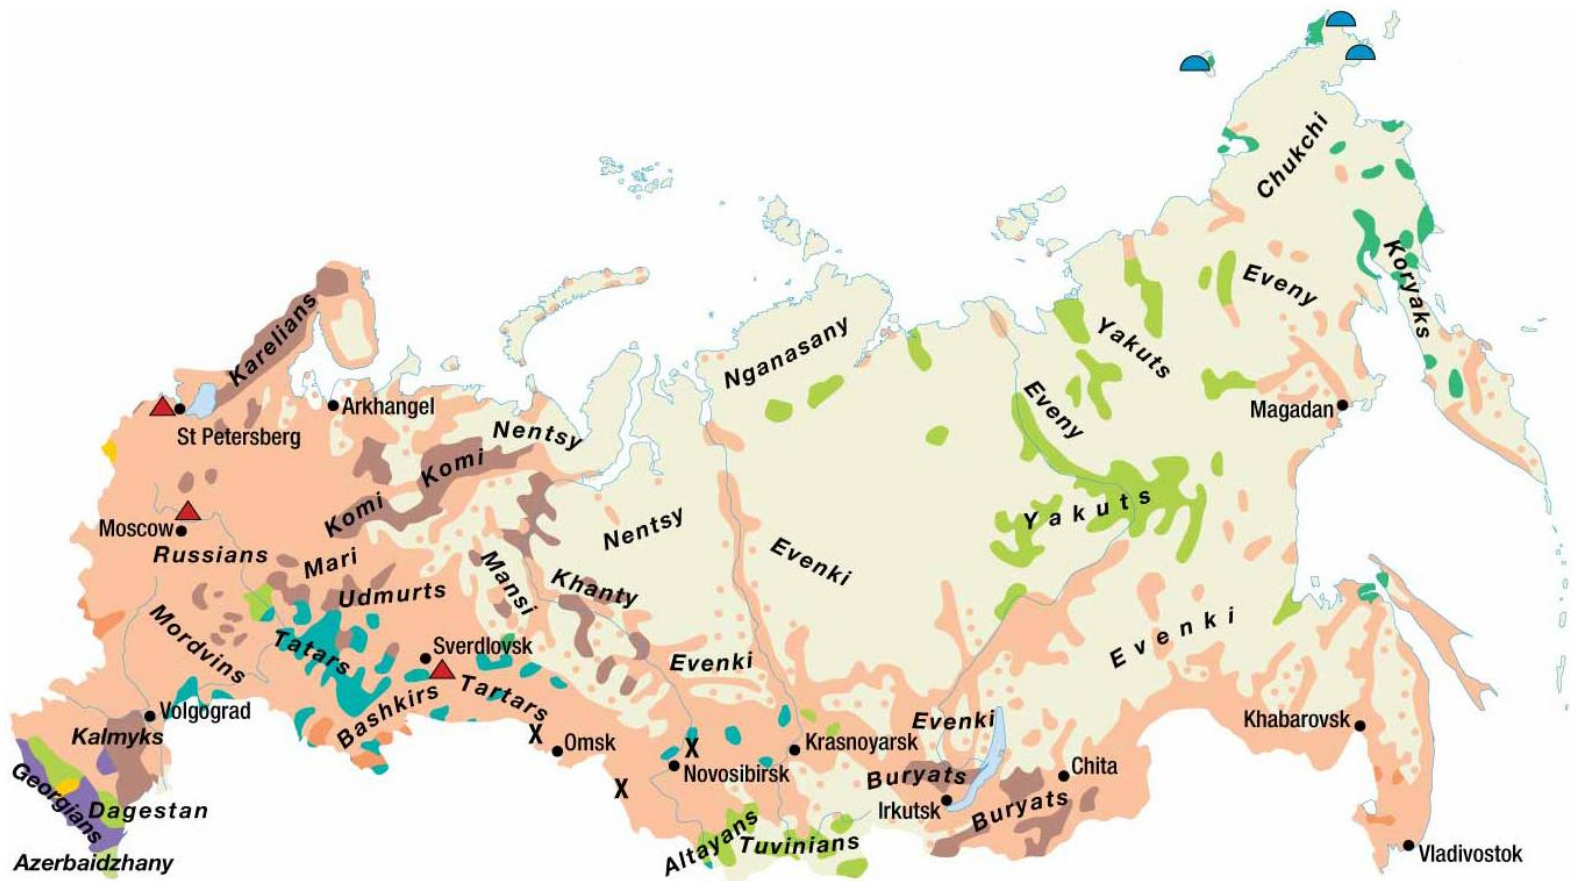 Chukchi
Koryaks
Eveny
Yakuts
Nganasany
Karelians
Eveny
Arkhangel
Magadan
St Petersberg
Nentsy
Komi
Komi
Yakuts
Nentsy
Moscow
Russians
Evenki
Mari
Mansi
Khanty
Udmurts
Mordvins
Evenki
Tatars
Sverdlovsk
Evenki
Tartars
Bashkirs
Volgograd
Evenki
Khabarovsk
Kalmyks
X
Omsk
X
Krasnoyarsk
Novosibirsk
Chita
Buryats
X
Georgians
Dagestan
Irkutsk
Buryats
Altayans
Tuvinians
Vladivostok
Azerbaidzhany